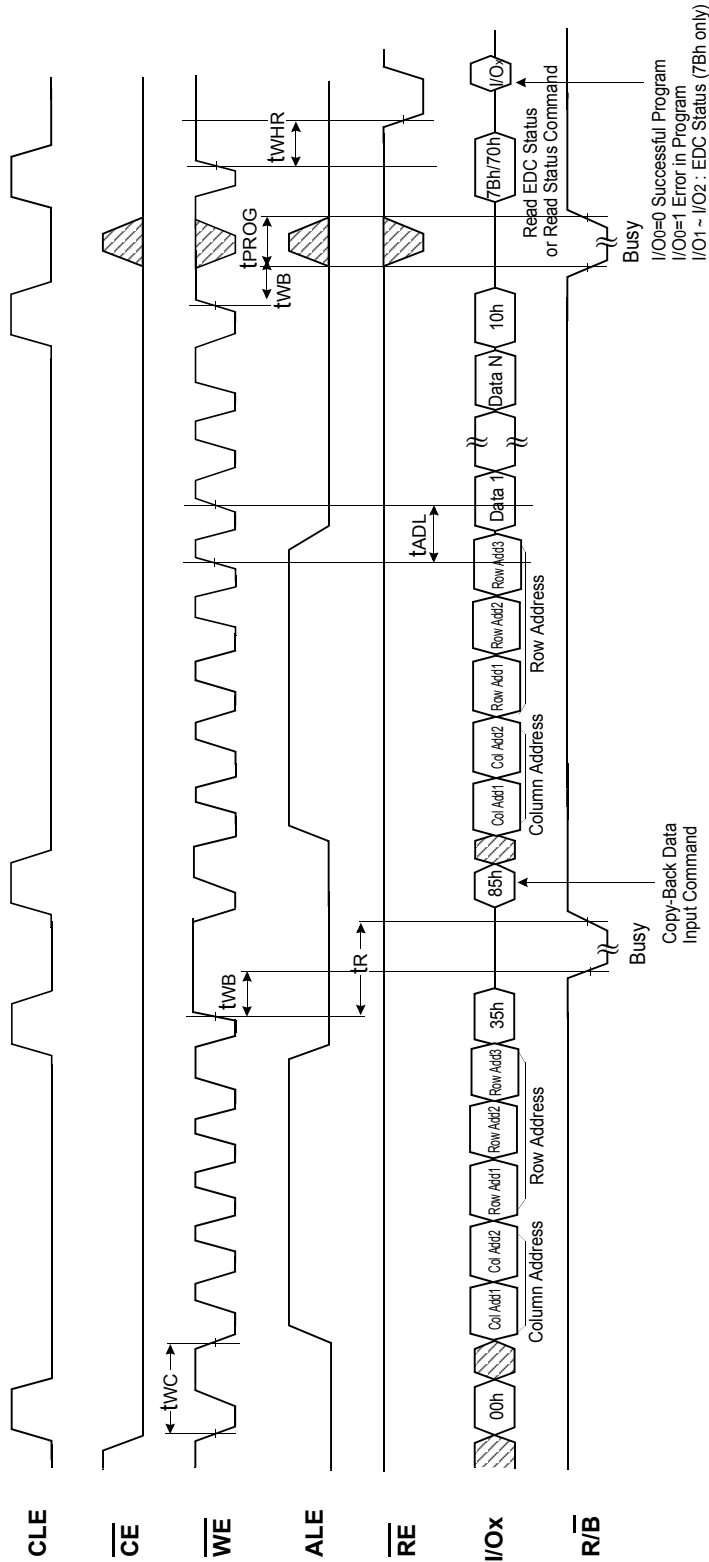 CLE
CE
WE
tWC
tWB
tR
tWB
tPROG
tWHR
ALE
tADL
RE
I/Ox
00h
Col Add1
Col Add2
Row Add1
Row Add2
Row Add3
35h
85h
Col Add1
Col Add2
Row Add1
Row Add2
Row Add3
Data 1
Data N
10h
7Bh/70h
I/Ox
Column Address
Row Address
Column Address
Row Address
Read EDC Status
or Read Status Command
R/B
Busy
Busy
Copy-Back Data
Input Command
I/O0=0 Successful Program
I/O0=1 Error in Program
I/O1 ~ I/O2 : EDC Status (7Bh only)